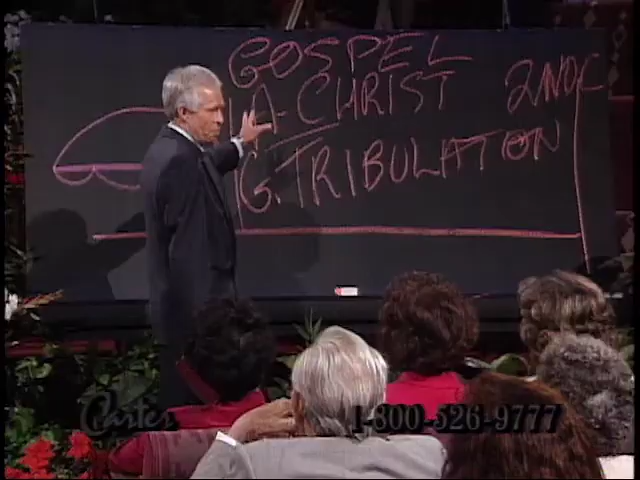 GOSPEL
A-CHRIST
2ND C
G. TRIBULATION
Carter
1-800-526-9777